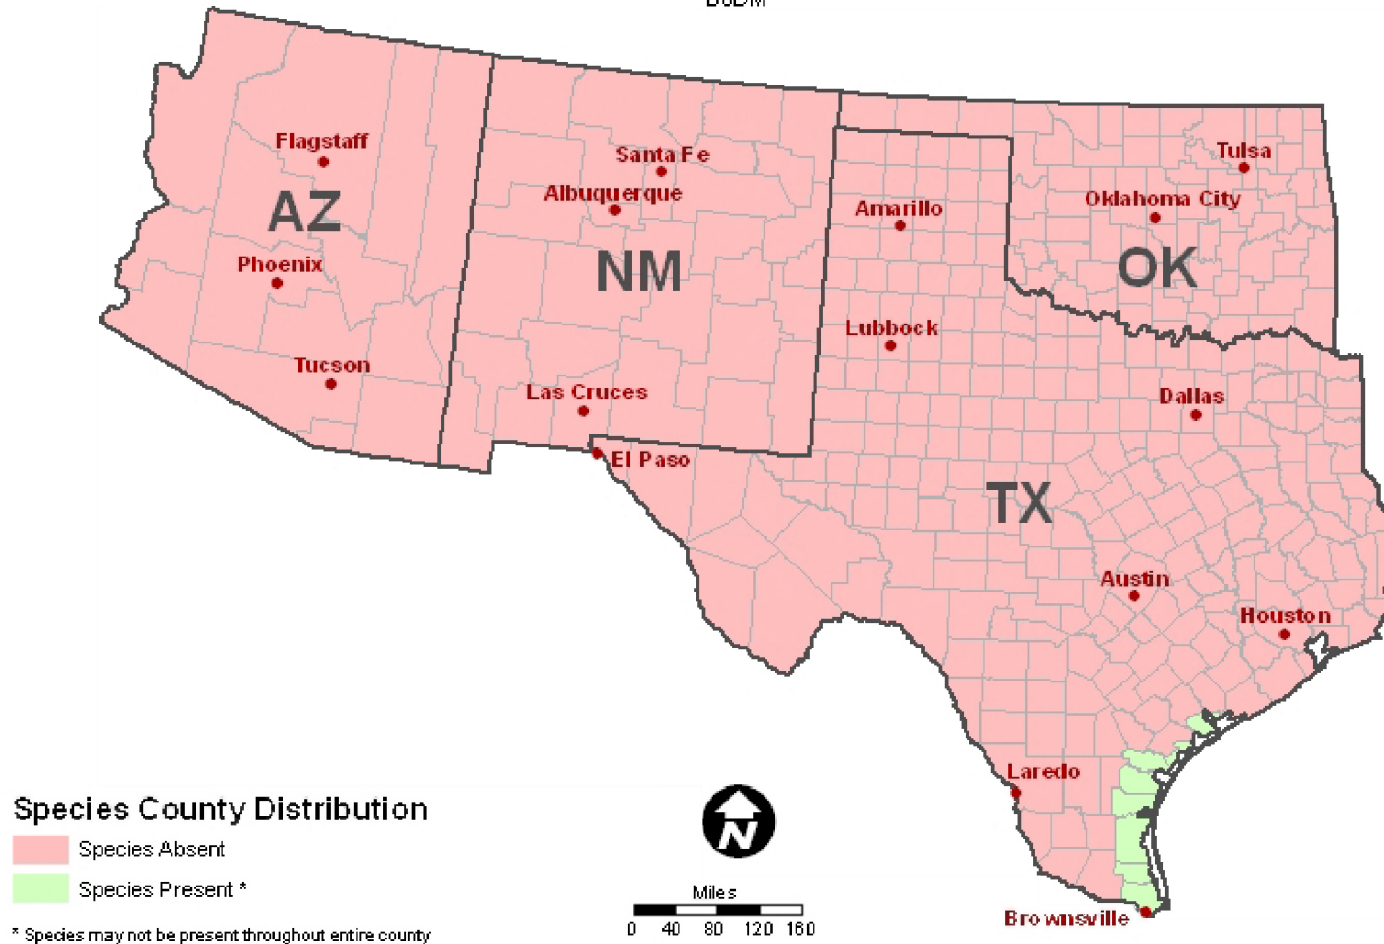 Flagstaff
Santa Fe
Tulsa
Albuquerque
Oklahoma City
AZ
Amarillo
Phoenix
NM
OK
Lubbock
Tucson
Las Cruces
Dallas
El Paso
TX
Austin
Houston
Laredo
Species County Distribution
Species Absent
N
Species Present *
Miles
0 40 80 120 160
Brownsville
* Species may not be present throughout entire county